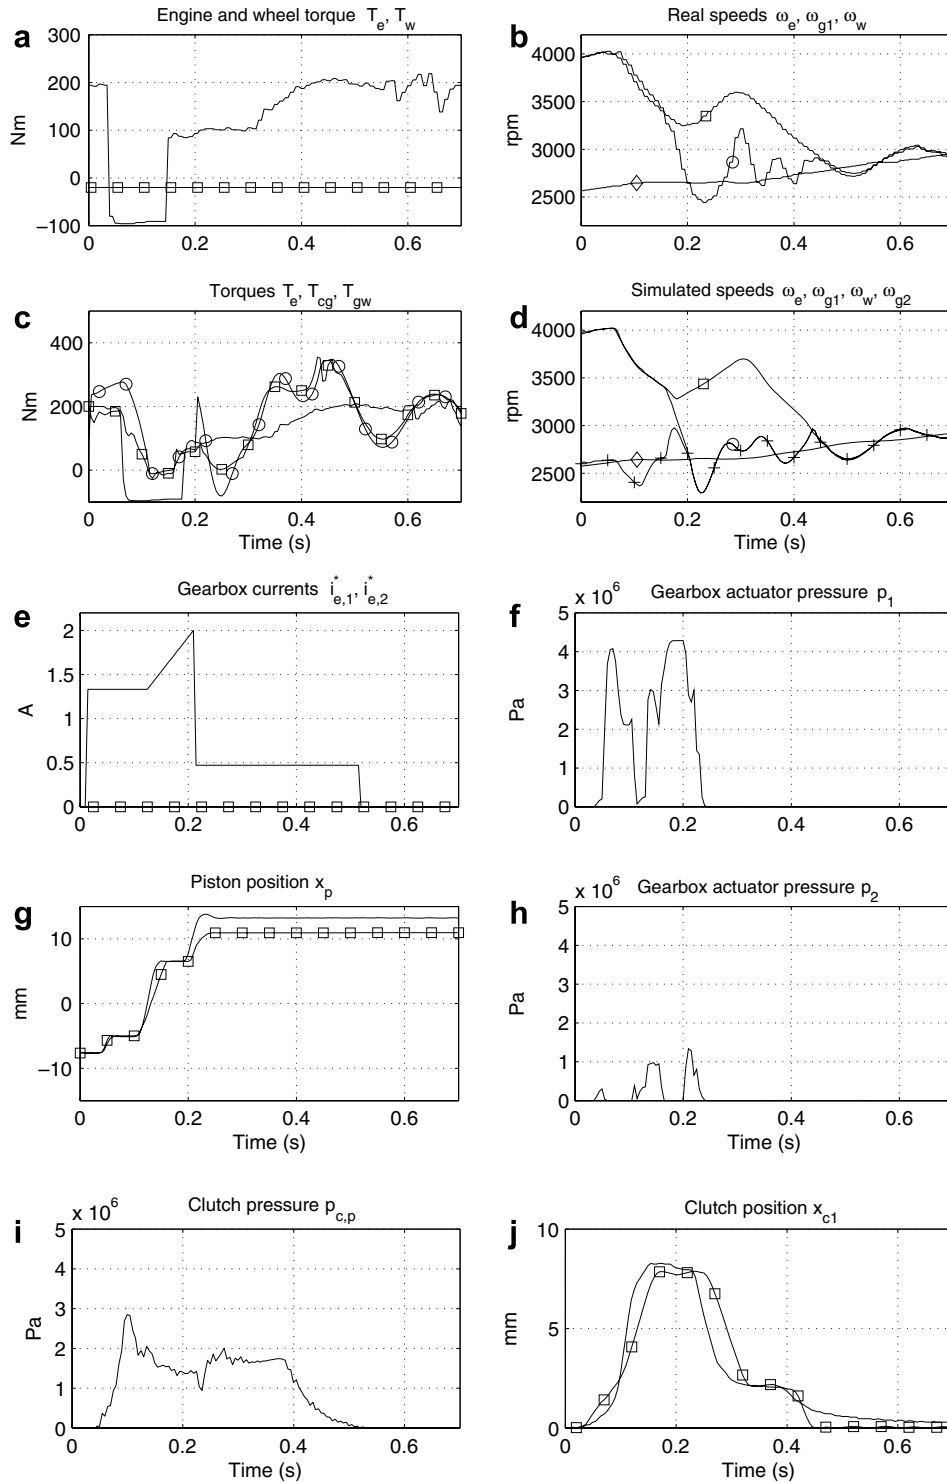 a
Engine and wheel torque T_e, T_w
300
200
100
0
−100
Nm
0 0.2 0.4 0.6
b
Real speeds ω_e, ω_g1, ω_w
4000
3500
3000
2500
rpm
0 0.2 0.4 0.6
c
Torques T_e, T_cg, T_gw
400
200
0
Nm
0 0.2 0.4 0.6
Time (s)
d
Simulated speeds ω_e, ω_g1, ω_w, ω_g2
4000
3500
3000
2500
rpm
0 0.2 0.4 0.6
Time (s)
e
Gearbox currents i*_e,1, i*_e,2
2
1.5
1
0.5
0
A
0 0.2 0.4 0.6
f
x 10^6
Gearbox actuator pressure p_1
5
4
3
2
1
0
Pa
0 0.2 0.4 0.6
g
Piston position x_p
10
0
−10
mm
0 0.2 0.4 0.6
Time (s)
h
x 10^6
Gearbox actuator pressure p_2
5
4
3
2
1
0
Pa
0 0.2 0.4 0.6
Time (s)
i
x 10^6
Clutch pressure p_c,p
5
4
3
2
1
0
Pa
0 0.2 0.4 0.6
Time (s)
j
Clutch position x_c1
10
5
0
mm
0 0.2 0.4 0.6
Time (s)